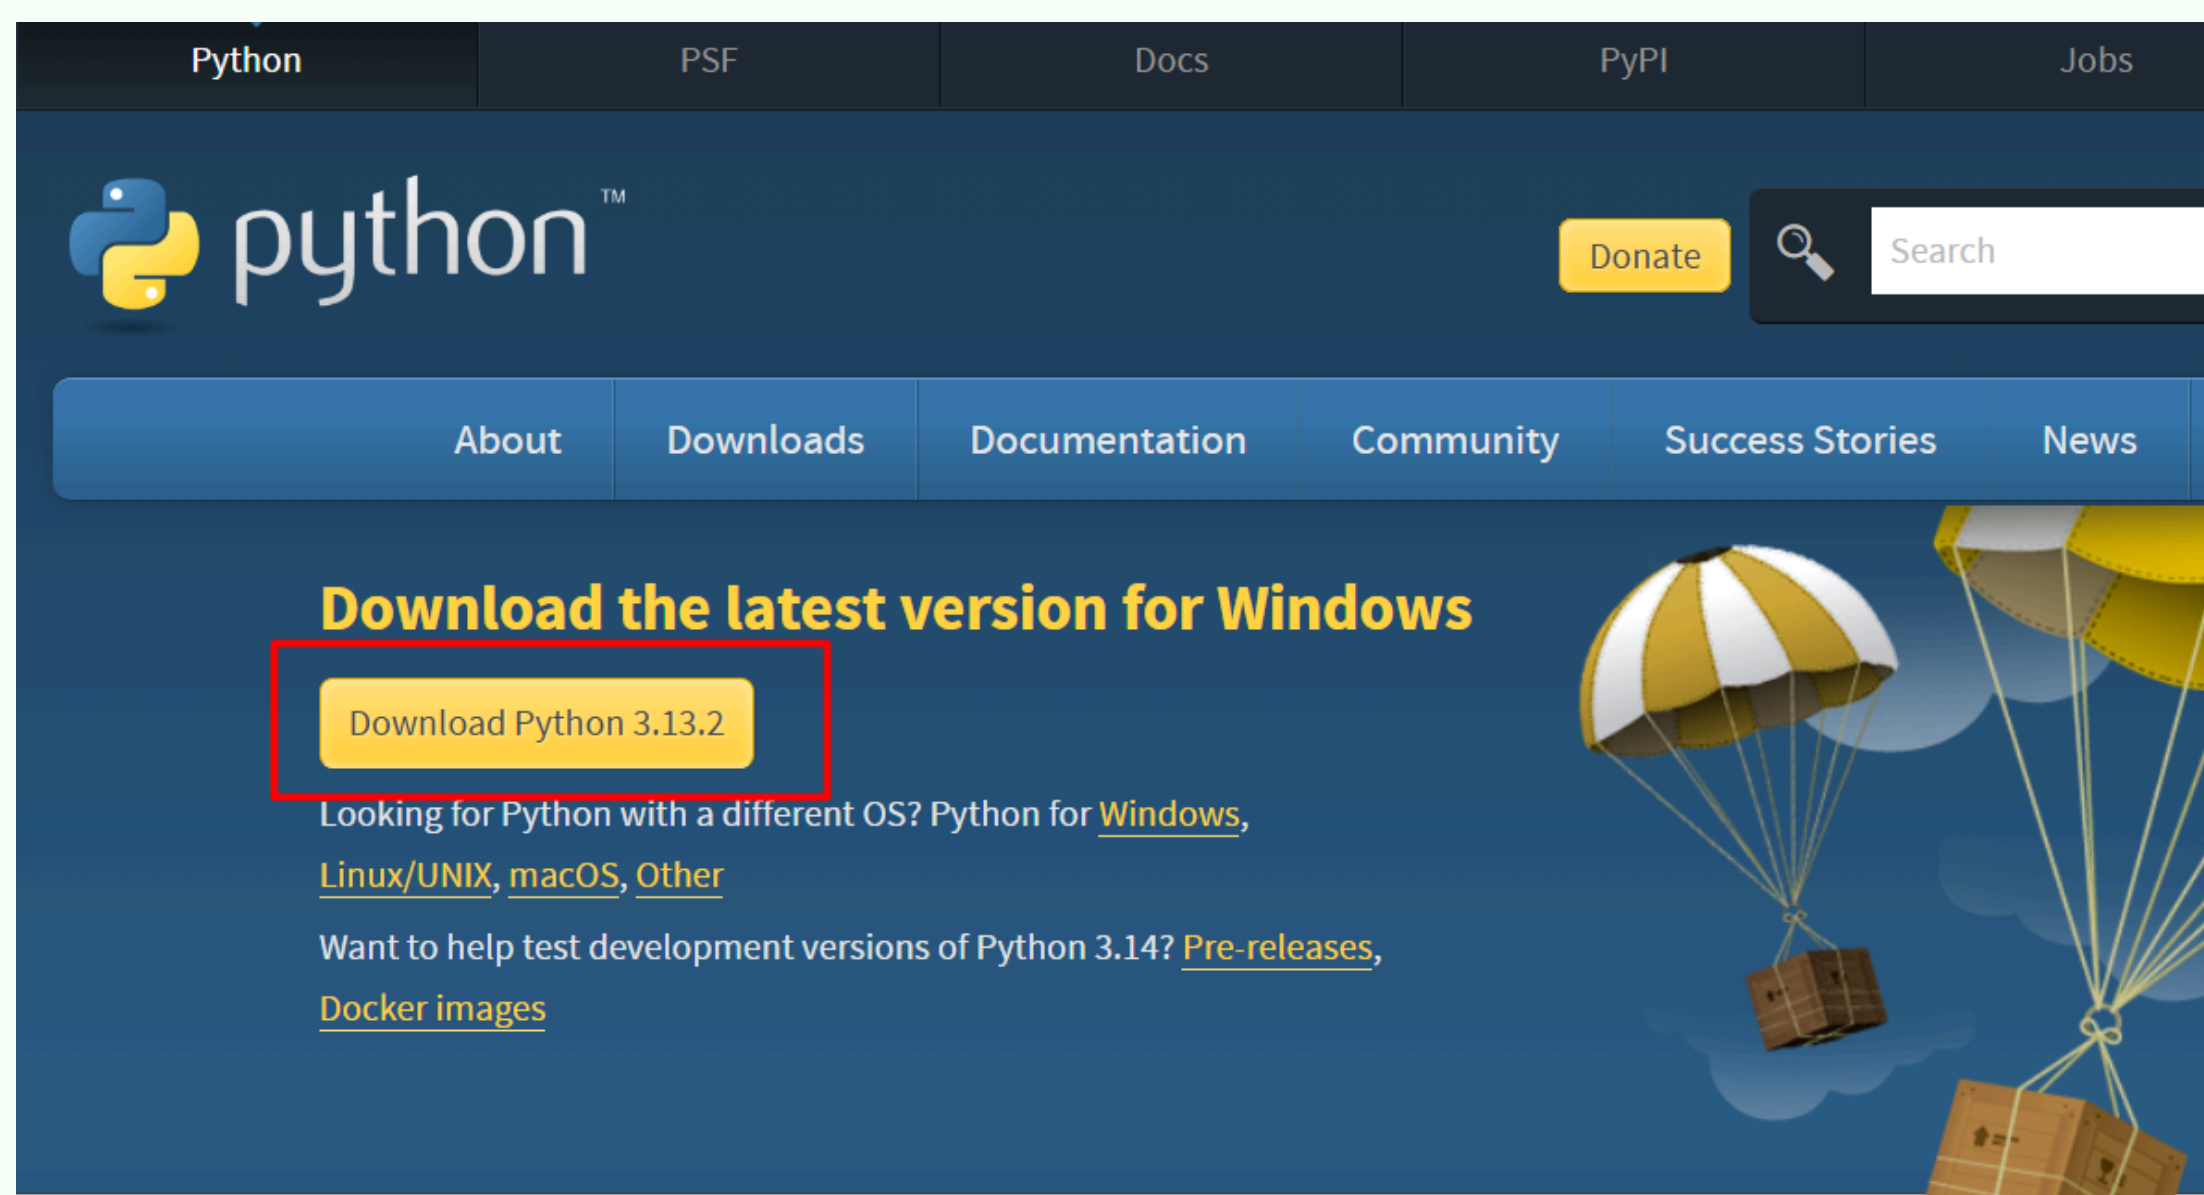 Python PSF Docs PyPI Jobs
python™
Donate Search
About Downloads Documentation Community Success Stories News
Download the latest version for Windows
Download Python 3.13.2
Looking for Python with a different OS? Python for Windows,
Linux/UNIX, macOS, Other
Want to help test development versions of Python 3.14? Pre-releases,
Docker images